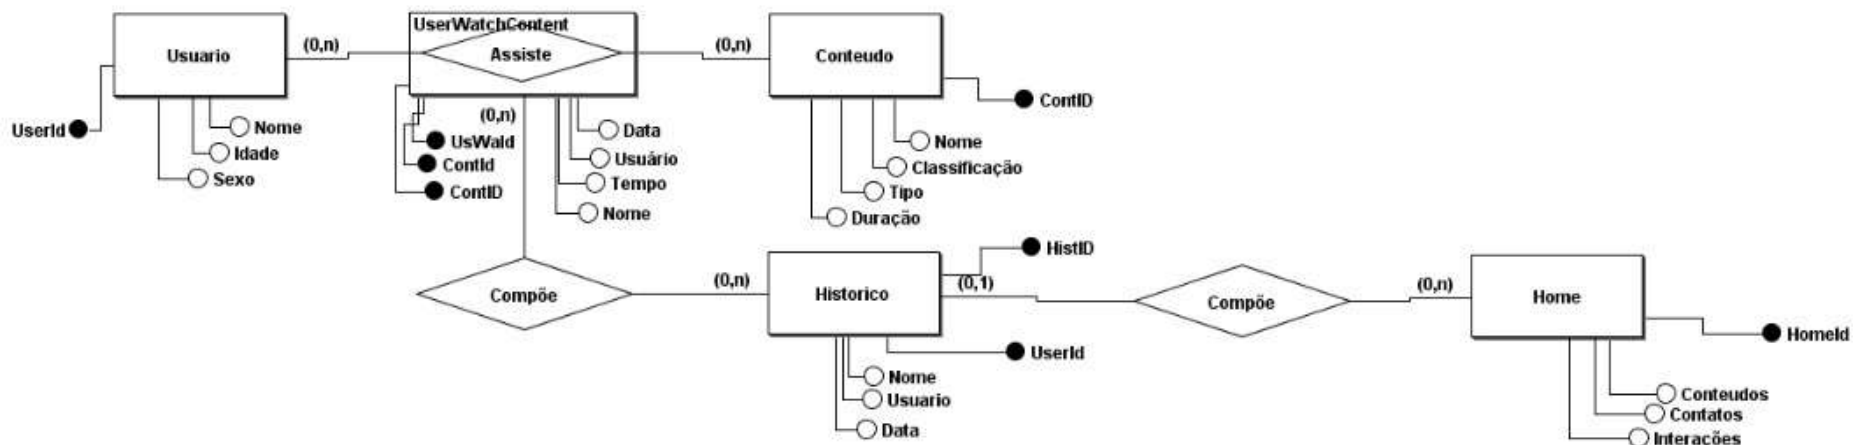 UserWatchContent
Usuario
(0,n)
Assiste
(0,n)
Conteudo
UserId
Nome
Idade
Sexo
(0,n)
UsWaId
ContId
ContID
Data
Usuário
Tempo
Nome
ContID
Nome
Classificação
Tipo
Duração
Compõe
(0,n)
Historico
HistID
(0,1)
UserId
Nome
Usuario
Data
Compõe
(0,n)
Home
HomeId
Conteudos
Contatos
Interações